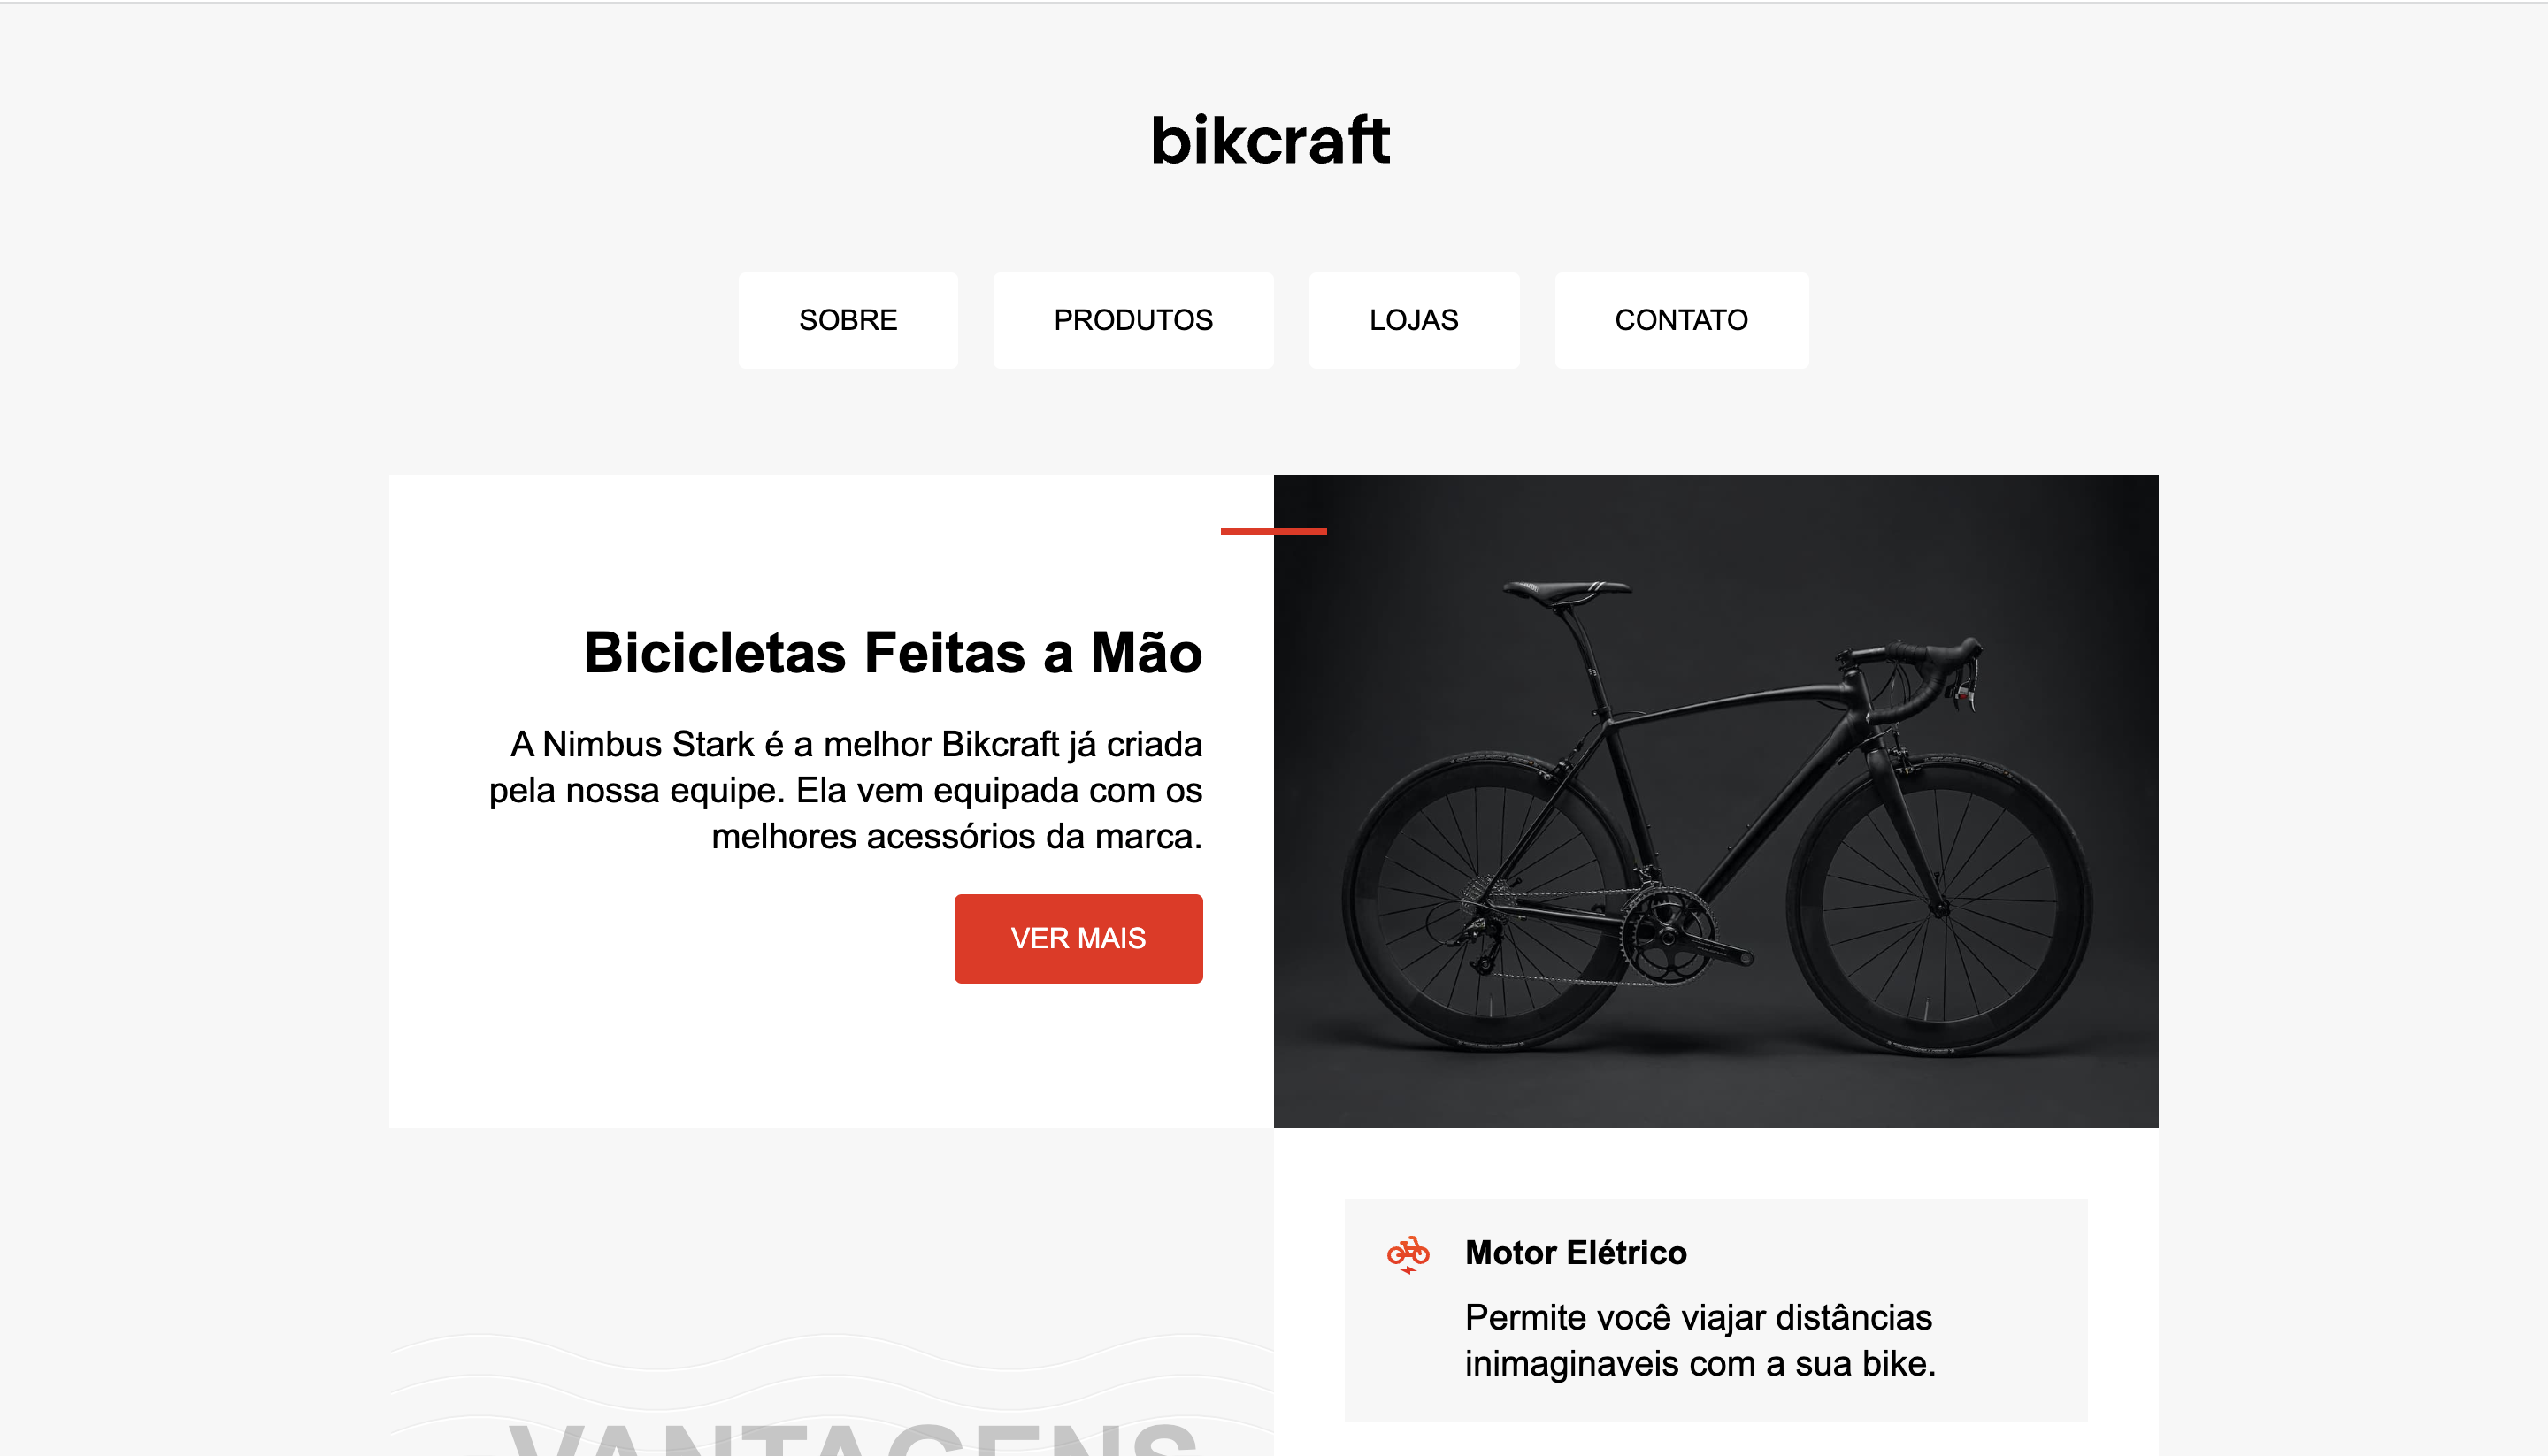 bikcraft
SOBRE
PRODUTOS
LOJAS
CONTATO
Bicicletas Feitas a Mão
A Nimbus Stark é a melhor Bikcraft já criada
pela nossa equipe. Ela vem equipada com os
melhores acessórios da marca.
VER MAIS
Motor Elétrico
Permite você viajar distâncias
inimaginaveis com a sua bike.
VANTAGENS